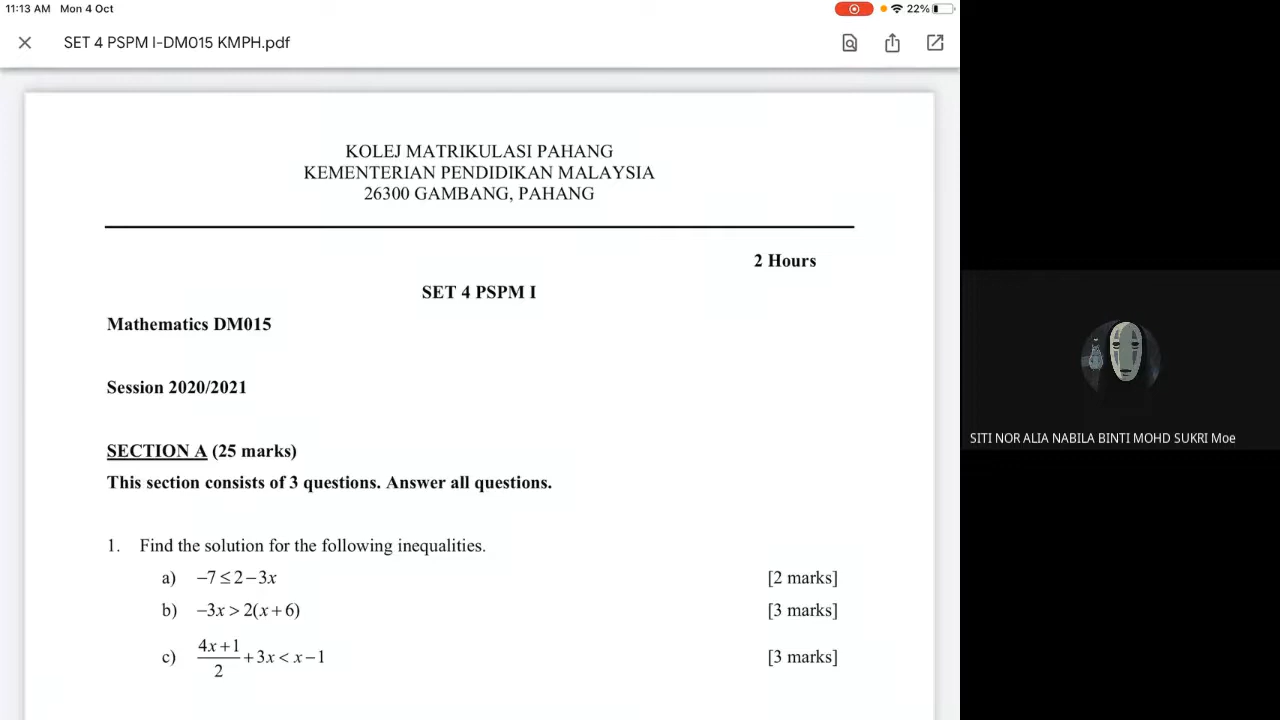 11:13 AM Mon 4 Oct
22%
SET 4 PSPM I-DM015 KMPH.pdf
KOLEJ MATRIKULASI PAHANG
KEMENTERIAN PENDIDIKAN MALAYSIA
26300 GAMBANG, PAHANG
2 Hours
SET 4 PSPM I
Mathematics DM015
Session 2020/2021
SECTION A (25 marks)
This section consists of 3 questions. Answer all questions.
1. Find the solution for the following inequalities.
a) −7 ≤ 2 − 3x [2 marks]
b) −3x > 2(x + 6) [3 marks]
c) (4x + 1)/2 + 3x < x − 1 [3 marks]
SITI NOR ALIA NABILA BINTI MOHD SUKRI Moe